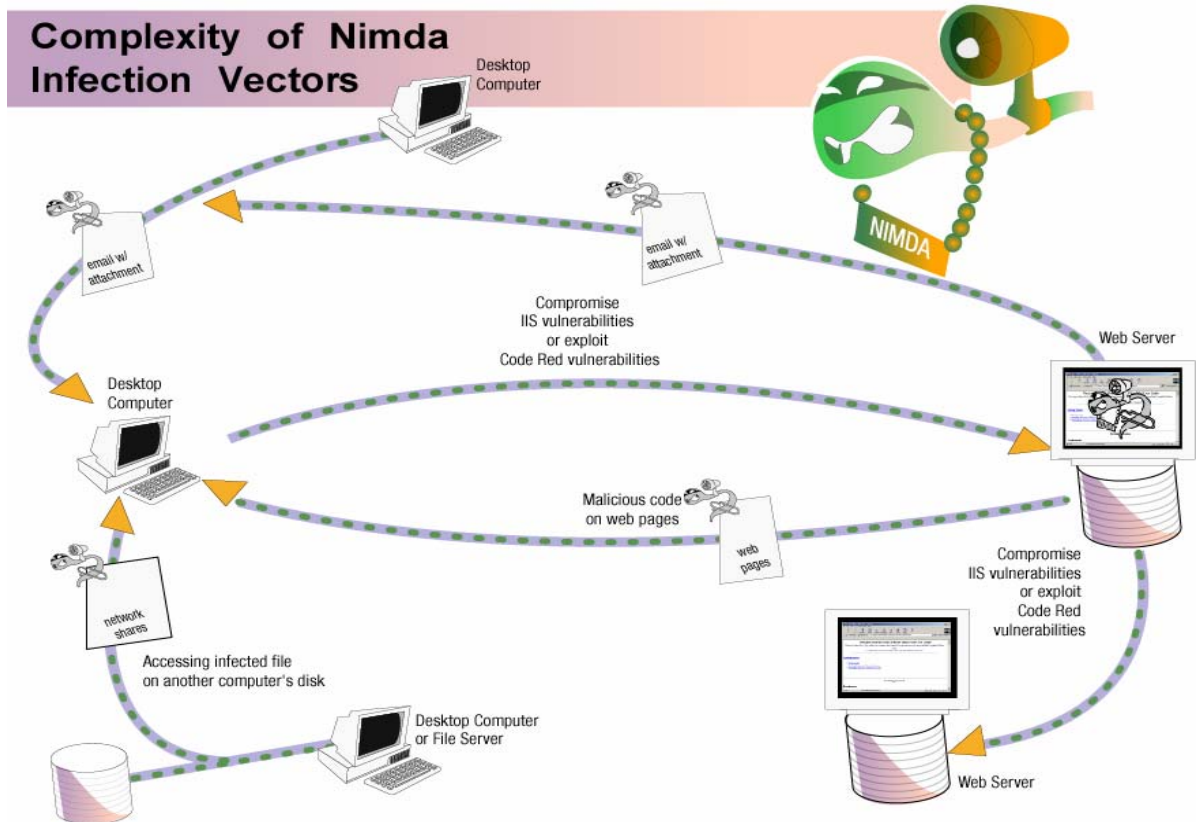 Complexity of Nimda
Infection Vectors
Desktop
Computer
NIMDA
email w/
attachment
email w/
attachment
Compromise
IIS vulnerabilities
or exploit
Code Red vulnerabilities
Web Server
Desktop
Computer
Malicious code
on web pages
web
pages
Compromise
IIS vulnerabilities
or exploit
Code Red
vulnerabilities
network
shares
Accessing infected file
on another computer's disk
Desktop Computer
or File Server
Web Server